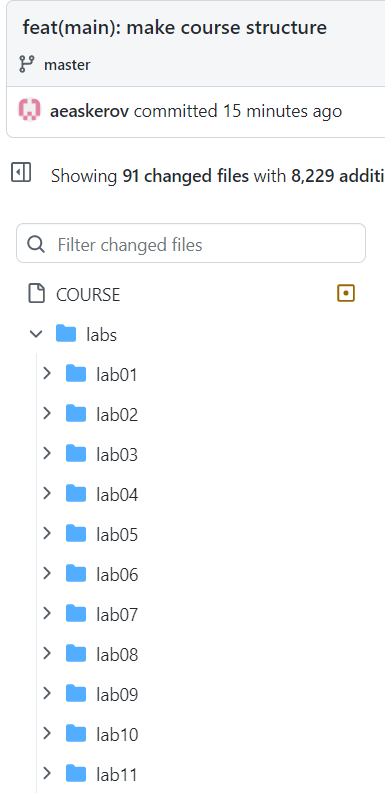 feat(main): make course structure
master
aeaskerov committed 15 minutes ago
Showing 91 changed files with 8,229 additi
Filter changed files
COURSE
labs
lab01
lab02
lab03
lab04
lab05
lab06
lab07
lab08
lab09
lab10
lab11